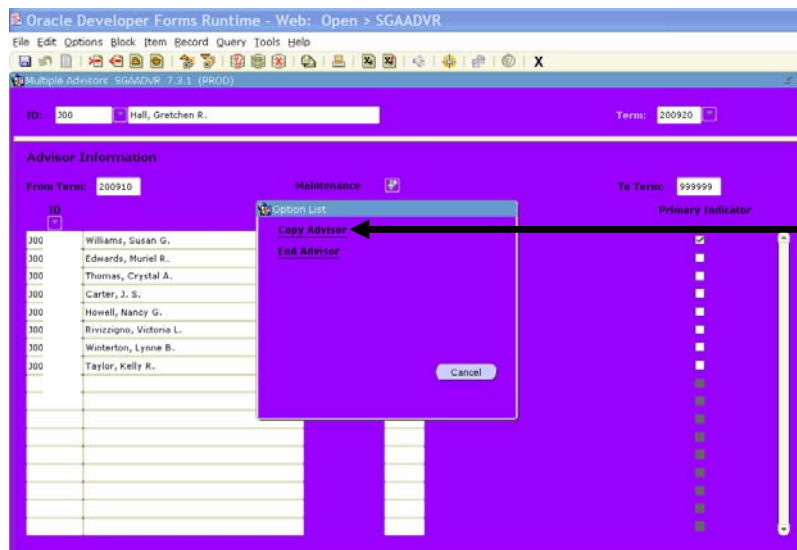 Oracle Developer Forms Runtime - Web: Open > SGAADVR
File Edit Options Block Item Record Query Tools Help
X
Multiple Advisors SGAADVR 7.3.1 (PROD)
ID: J00 Hall, Gretchen R. Term: 200920
Advisor Information
From Term: 200910 Maintenance To Term: 999999
ID Option List Primary Indicator
Copy Advisor
J00 Williams, Susan G.
End Advisor
J00 Edwards, Muriel R.
J00 Thomas, Crystal A.
J00 Carter, J. S.
J00 Howell, Nancy G.
J00 Rivizzigno, Victoria L.
J00 Winterton, Lynne B.
J00 Taylor, Kelly R.
Cancel